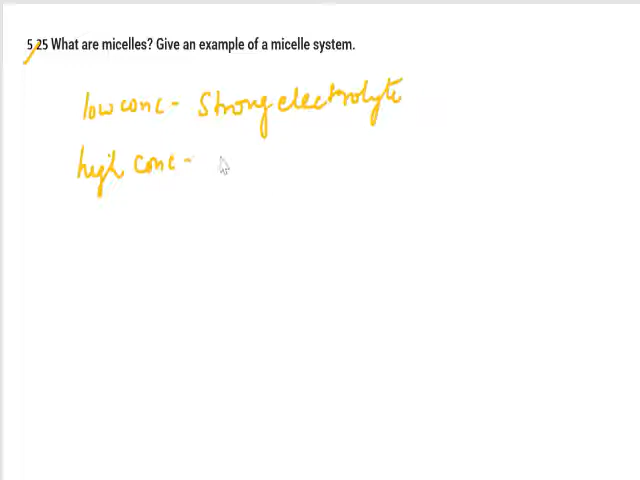 5.25 What are micelles? Give an example of a micelle system.
low conc - Strong electrolyte
high conc -